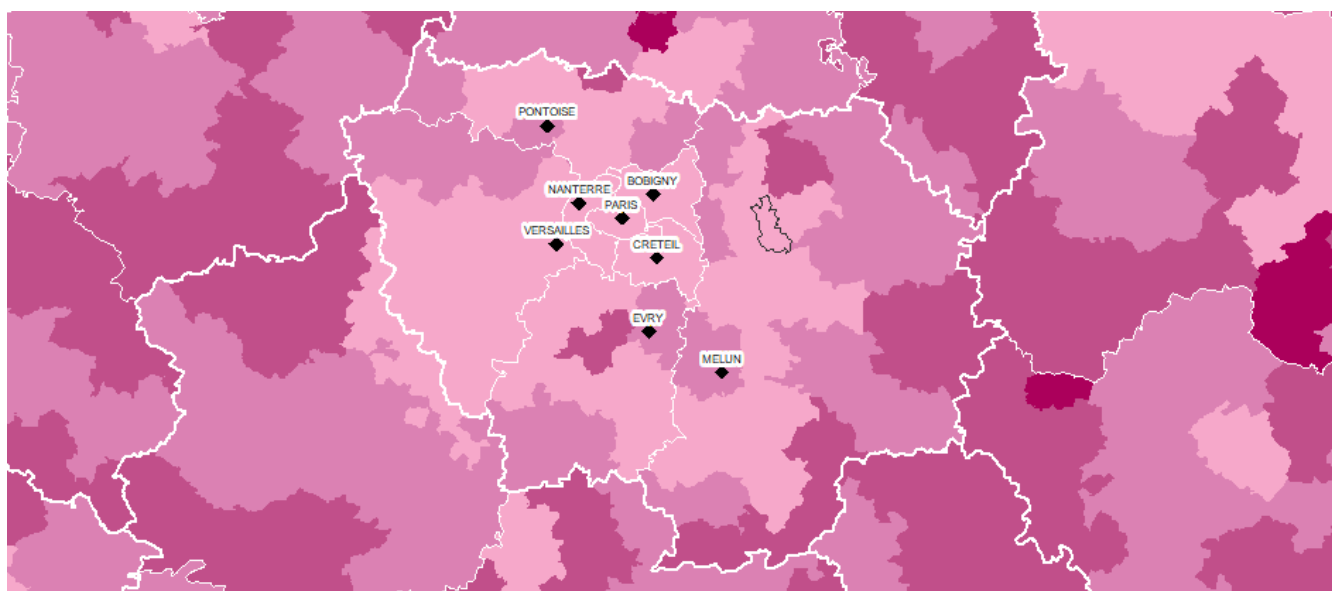 PONTOISE
BOBIGNY
NANTERRE
PARIS
VERSAILLES
CRETEIL
EVRY
MELUN